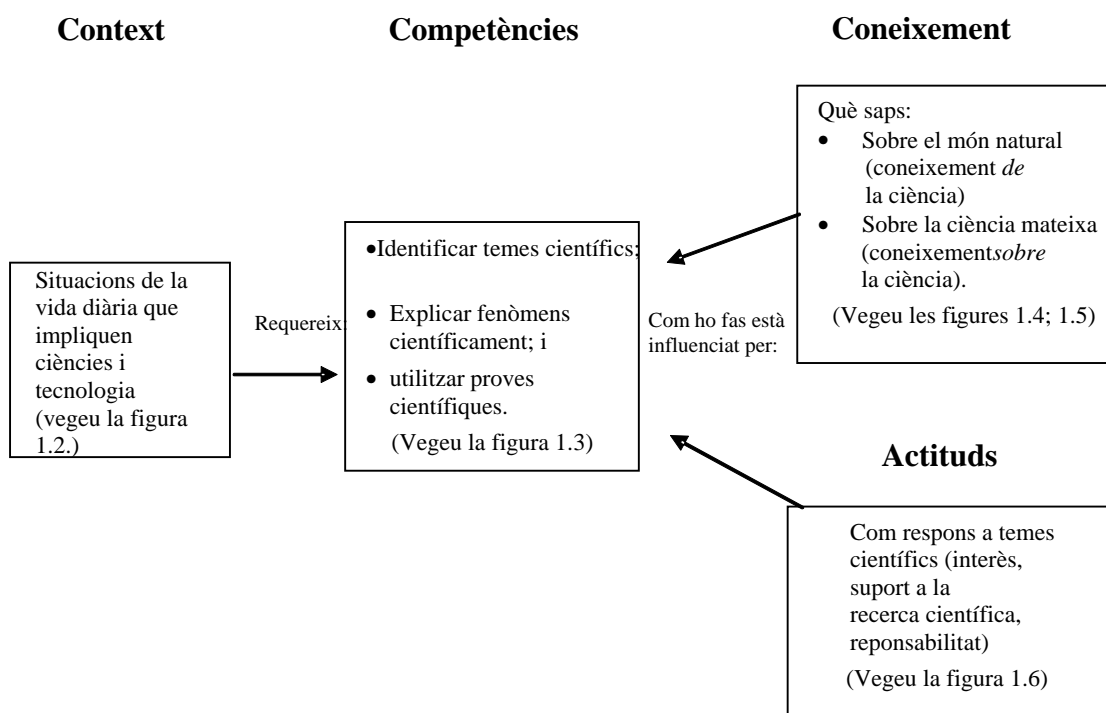 Context
Competències
Coneixement
Situacions de la
vida diària que
impliquen
ciències i
tecnologia
(vegeu la figura
1.2.)
Requereix:
•Identificar temes científics;
• Explicar fenòmens
científicament; i
• utilitzar proves
científiques.
(Vegeu la figura 1.3)
Com ho fas està
influenciat per:
Què saps:
• Sobre el món natural
(coneixement de
la ciència)
• Sobre la ciència mateixa
(coneixementsobre
la ciència).
(Vegeu les figures 1.4; 1.5)
Actituds
Com respons a temes
científics (interès,
suport a la
recerca científica,
reponsabilitat)
(Vegeu la figura 1.6)